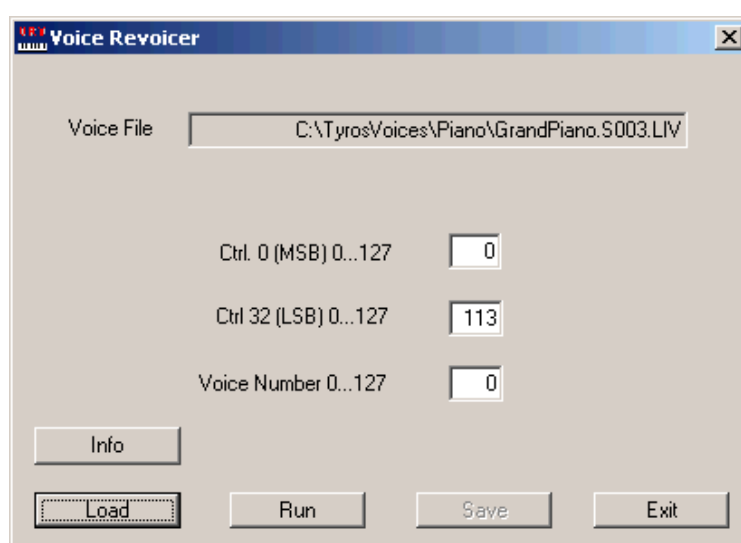 VRV Voice Revoicer
Voice File C:\TyrosVoices\Piano\GrandPiano.S003.LIV
Ctrl. 0 (MSB) 0...127 0
Ctrl 32 (LSB) 0...127 113
Voice Number 0...127 0
Info
Load Run Save Exit